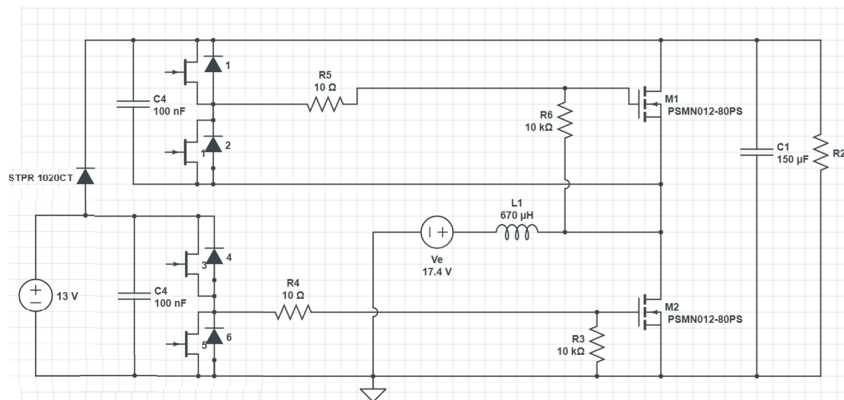 1
R5
10 Ω
M1
PSMN012-80PS
C4
100 nF
R6
10 kΩ
1
2
C1
150 µF
R2
STPR 1020CT
L1
670 µH
Ve
17.4 V
3
4
13 V
C4
100 nF
R4
10 Ω
M2
PSMN012-80PS
5
6
R3
10 kΩ